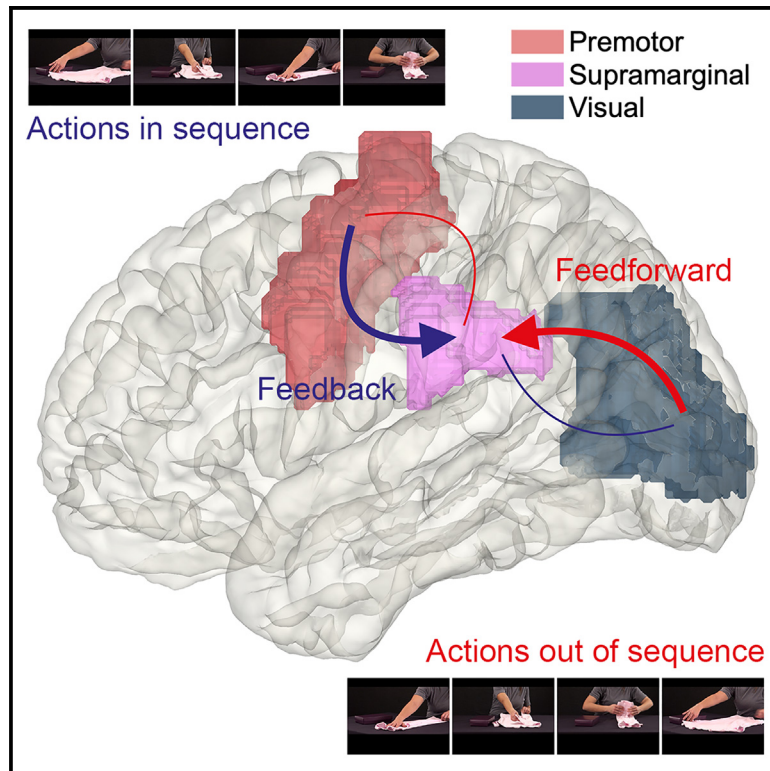 Premotor
Supramarginal
Visual
Actions in sequence
Feedforward
Feedback
Actions out of sequence